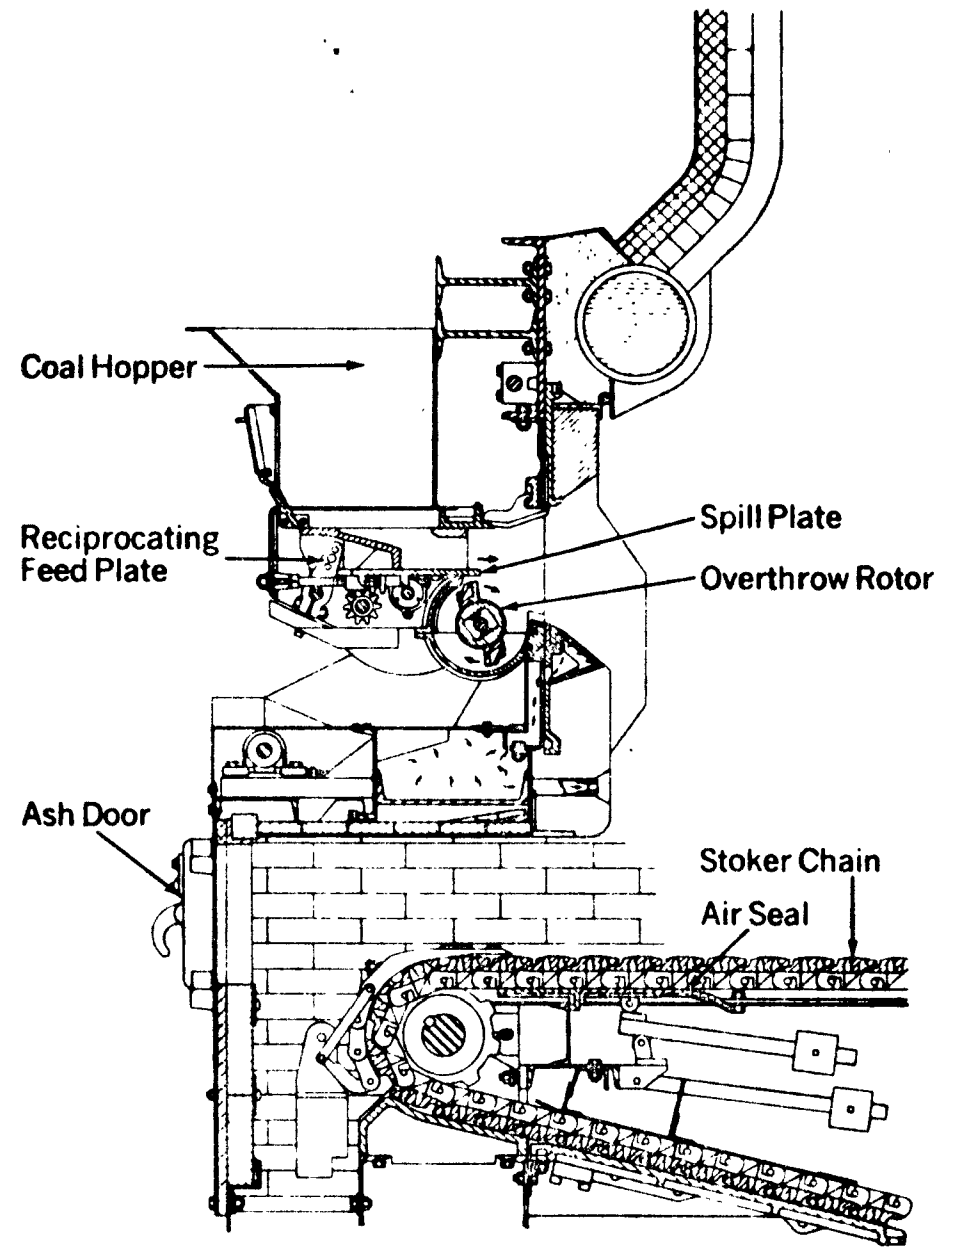 Coal Hopper
Spill Plate
Reciprocating
Feed Plate
Overthrow Rotor
Ash Door
Stoker Chain
Air Seal